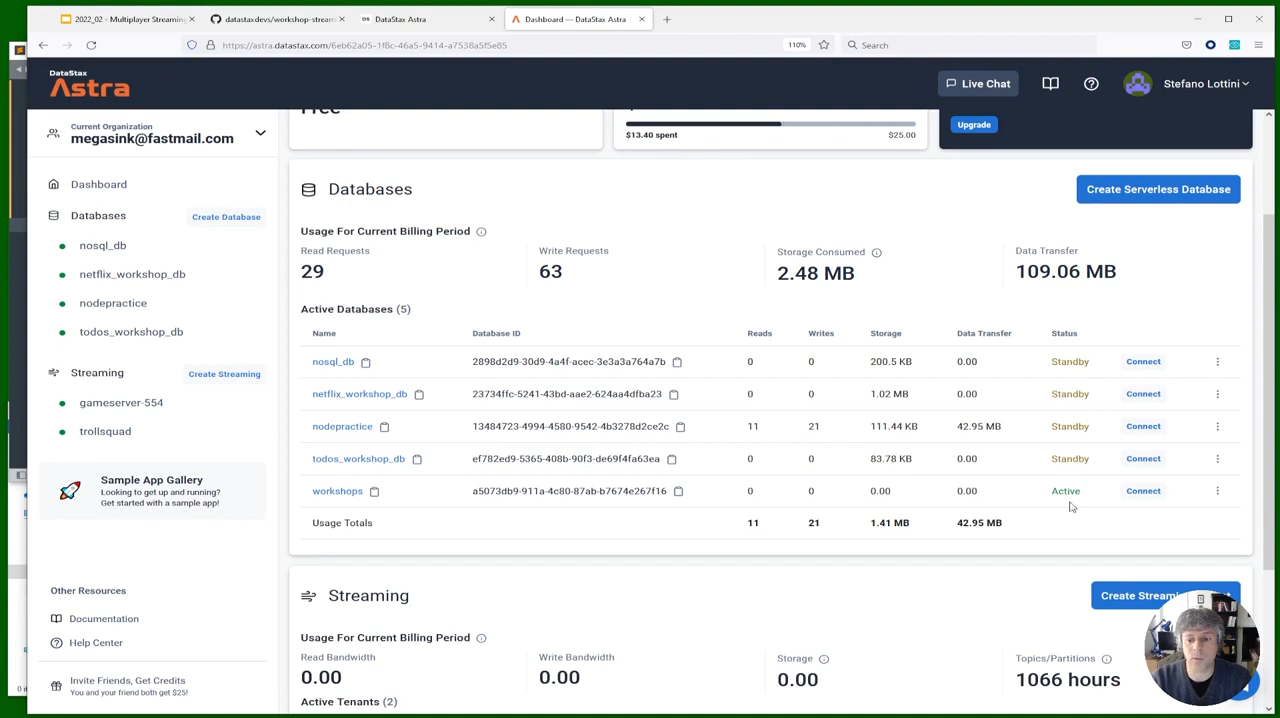 2022_02 - Multiplayer Streaming
datastaxdevs/workshop-stream
DS DataStax Astra
Dashboard — DataStax Astra
https://astra.datastax.com/6eb62a05-1f8c-46a5-9414-a7538a5f5e85
110%
Search
DataStax
Astra
Live Chat
Stefano Lottini
Current Organization
megasink@fastmail.com
Dashboard
Databases
Create Database
nosql_db
netflix_workshop_db
nodepractice
todos_workshop_db
Streaming
Create Streaming
gameserver-554
trollsquad
Sample App Gallery
Looking to get up and running?
Get started with a sample app!
Other Resources
Documentation
Help Center
Invite Friends, Get Credits
You and your friend both get $25!
Free
$13.40 spent
$25.00
Upgrade
Databases
Create Serverless Database
Usage For Current Billing Period
Read Requests
29
Write Requests
63
Storage Consumed
2.48 MB
Data Transfer
109.06 MB
Active Databases (5)
Name Database ID Reads Writes Storage Data Transfer Status
nosql_db 2898d2d9-30d9-4a4f-acec-3e3a3a764a7b 0 0 200.5 KB 0.00 Standby Connect
netflix_workshop_db 23734ffc-5241-43bd-aae2-624aa4dfba23 0 0 1.02 MB 0.00 Standby Connect
nodepractice 13484723-4994-4580-9542-4b3278d2ce2c 11 21 111.44 KB 42.95 MB Standby Connect
todos_workshop_db ef782ed9-5365-408b-90f3-de69f4fa63ea 0 0 83.78 KB 0.00 Standby Connect
workshops a5073db9-911a-4c80-87ab-b7674e267f16 0 0 0.00 0.00 Active Connect
Usage Totals 11 21 1.41 MB 42.95 MB
Streaming
Create Streami
Usage For Current Billing Period
Read Bandwidth
0.00
Write Bandwidth
0.00
Storage
0.00
Topics/Partitions
1066 hours
Active Tenants (2)